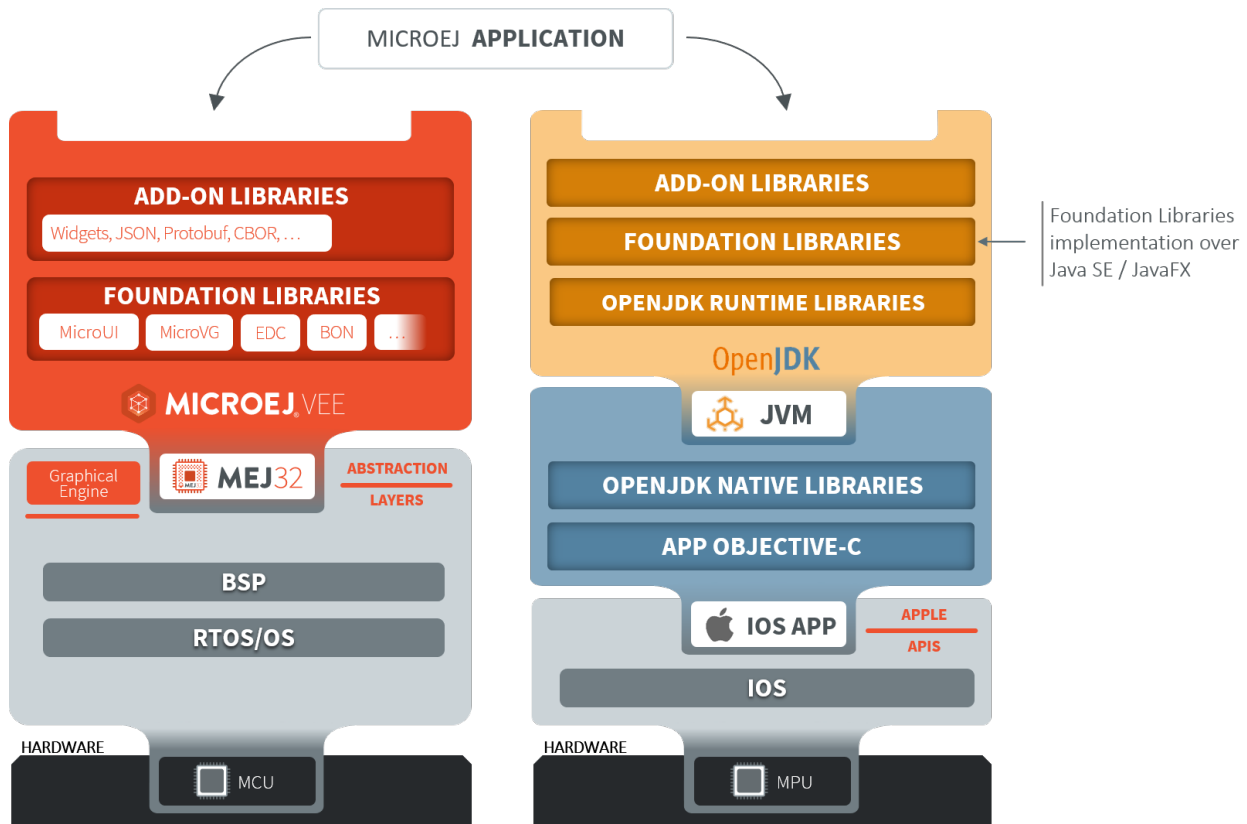 MICROEJ APPLICATION
ADD-ON LIBRARIES
Widgets, JSON, Protobuf, CBOR, ...
FOUNDATION LIBRARIES
MicroUI
MicroVG
EDC
BON
...
MICROEJ® VEE
Graphical
Engine
MEJ
MEJ32
ABSTRACTION
LAYERS
BSP
RTOS/OS
HARDWARE
MCU
ADD-ON LIBRARIES
FOUNDATION LIBRARIES
Foundation Libraries
implementation over
Java SE / JavaFX
OPENJDK RUNTIME LIBRARIES
OpenJDK
JVM
OPENJDK NATIVE LIBRARIES
APP OBJECTIVE-C
IOS APP
APPLE
APIS
IOS
HARDWARE
MPU